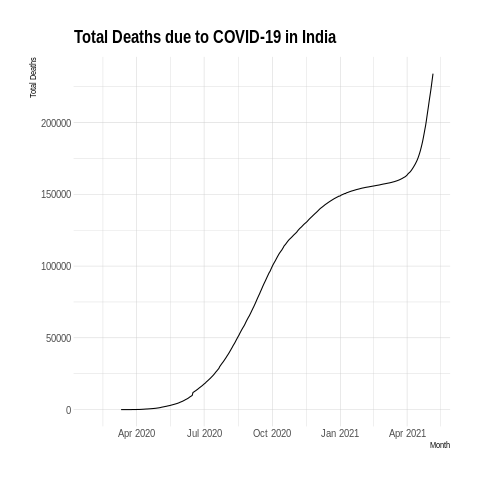 Total Deaths due to COVID-19 in India
Total Deaths
200000
150000
100000
50000
0
Apr 2020 Jul 2020 Oct 2020 Jan 2021 Apr 2021
Month